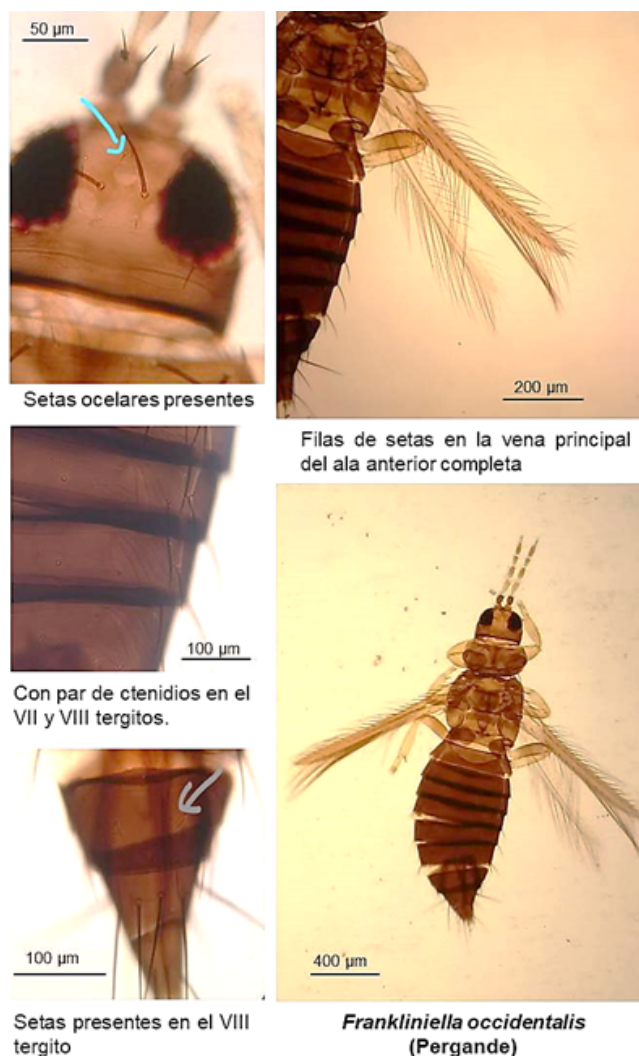 50 µm
Setas ocelares presentes
200 µm
Filas de setas en la vena principal
del ala anterior completa
100 µm
Con par de ctenidios en el
VII y VIII tergitos.
100 µm
Setas presentes en el VIII
tergito
400 µm
Frankliniella occidentalis
(Pergande)